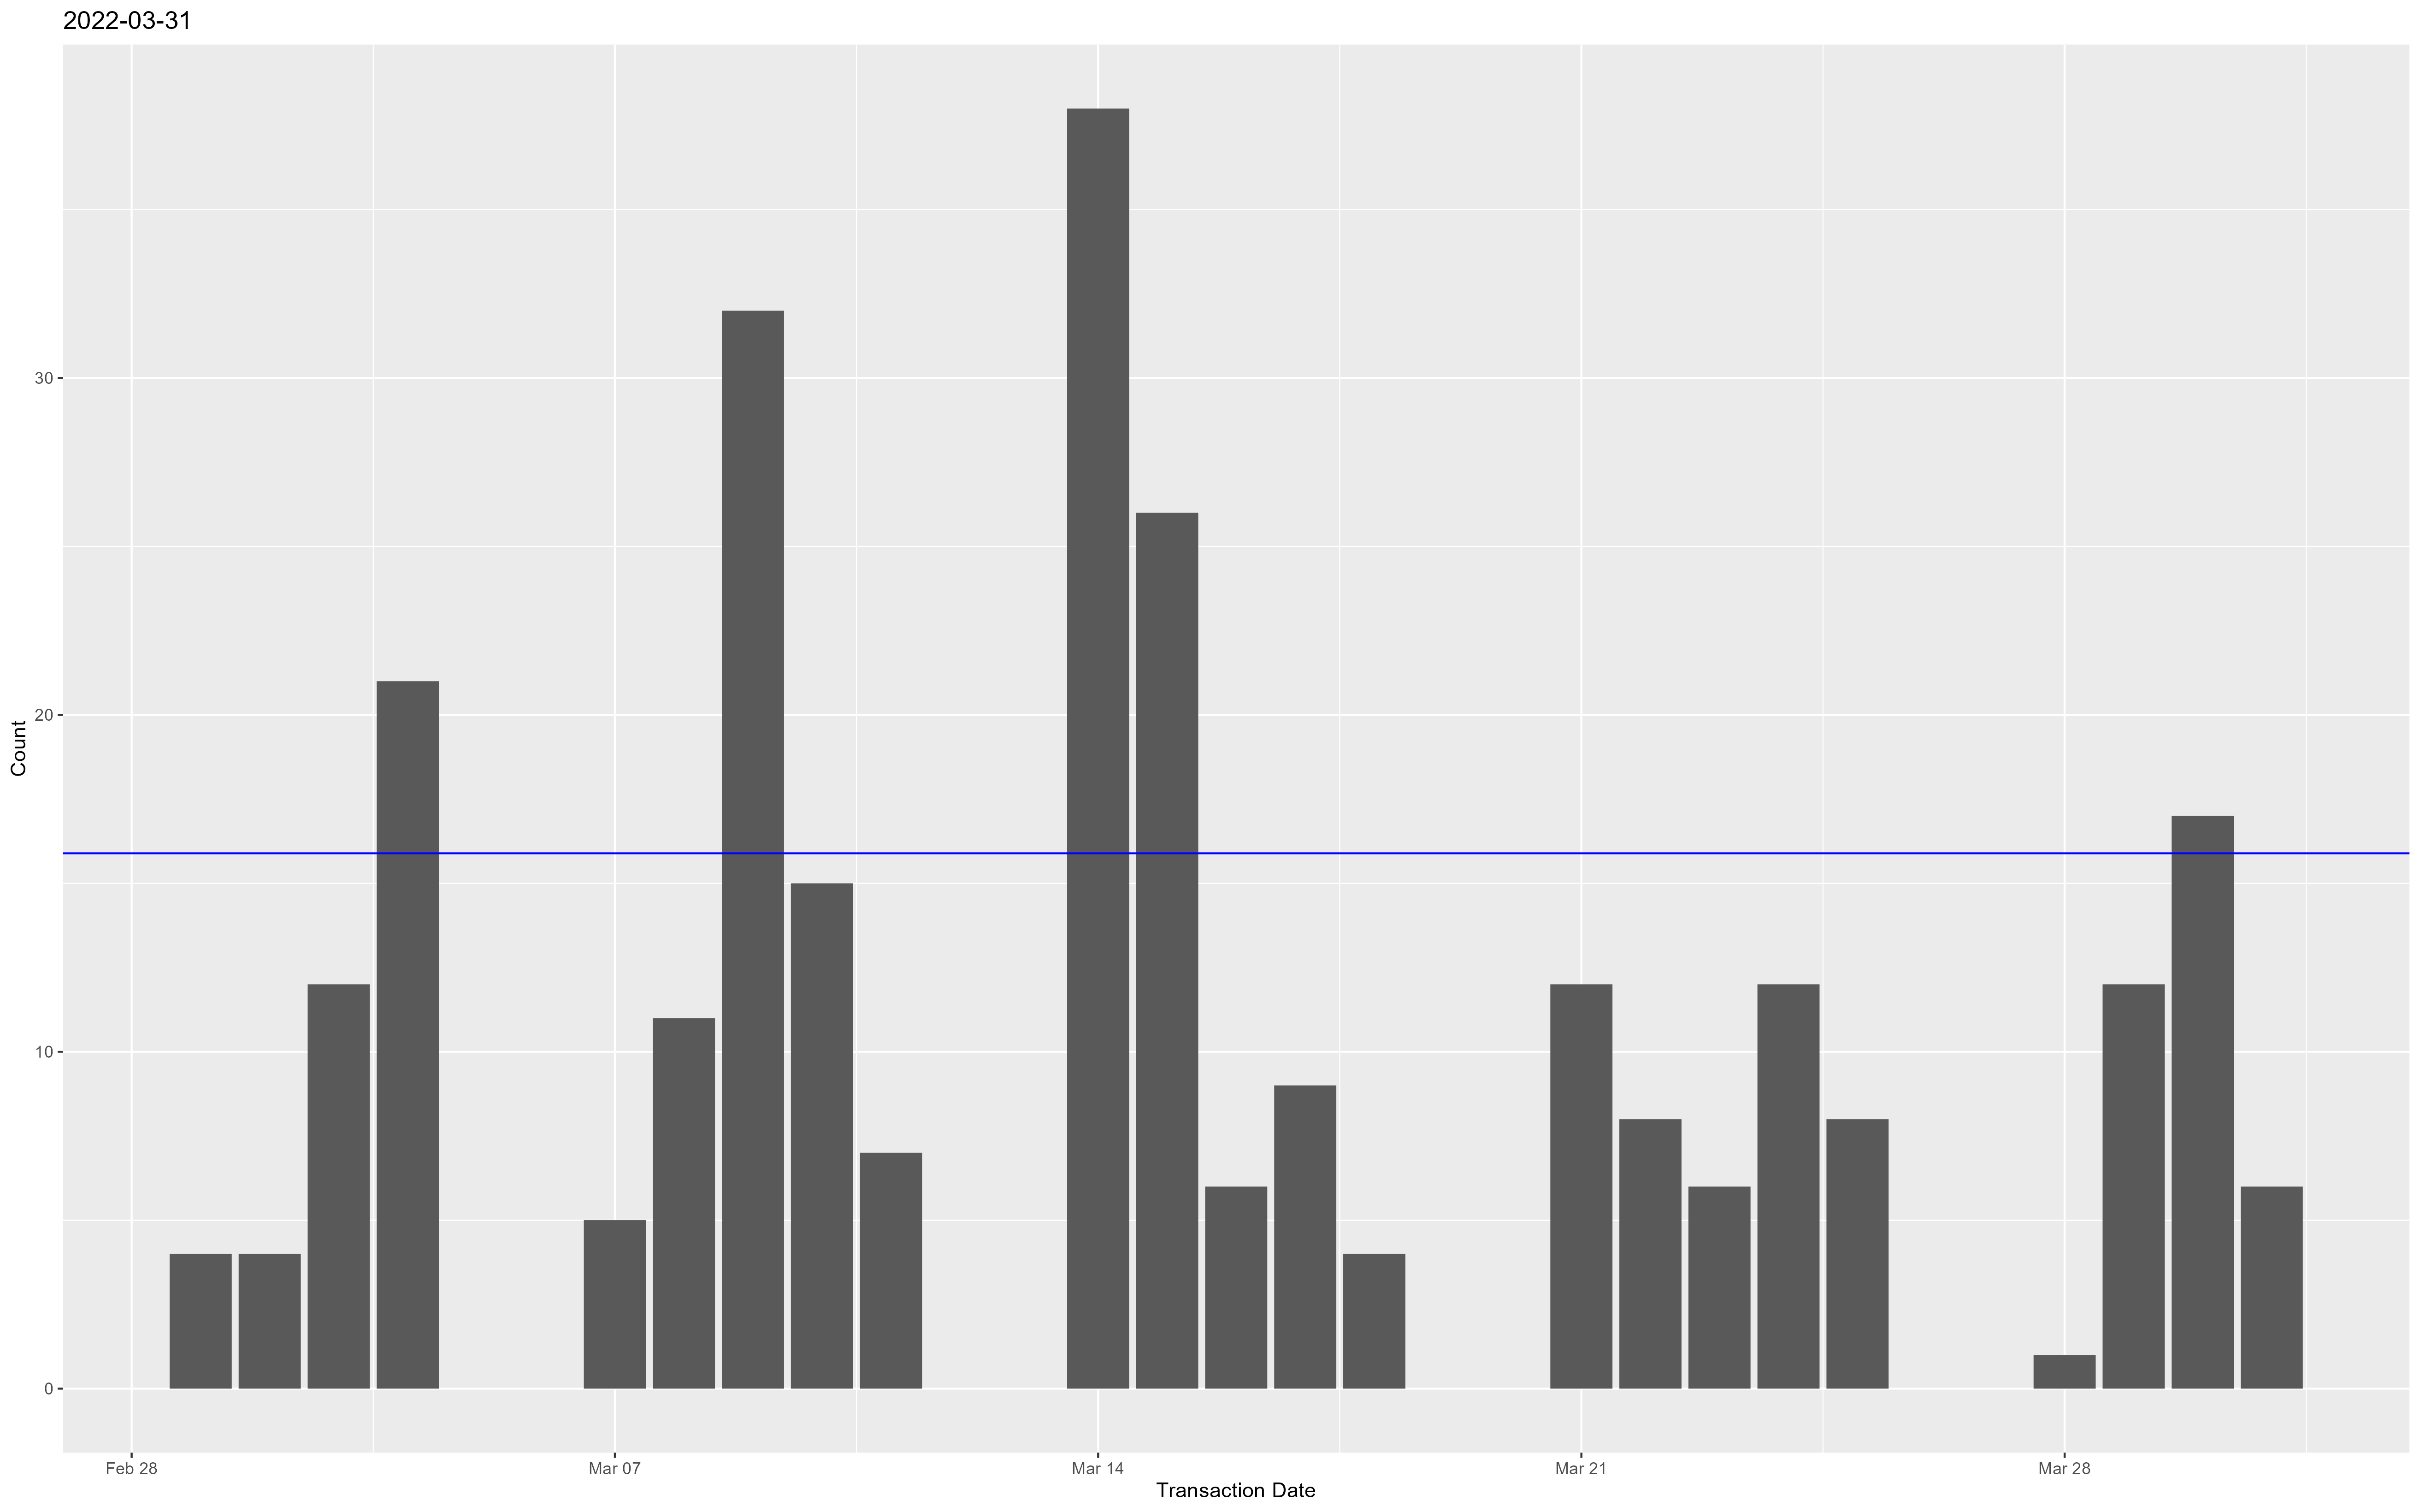 2022-03-31
Count
30
20
10
0
Feb 28
Mar 07
Mar 14
Mar 21
Mar 28
Transaction Date